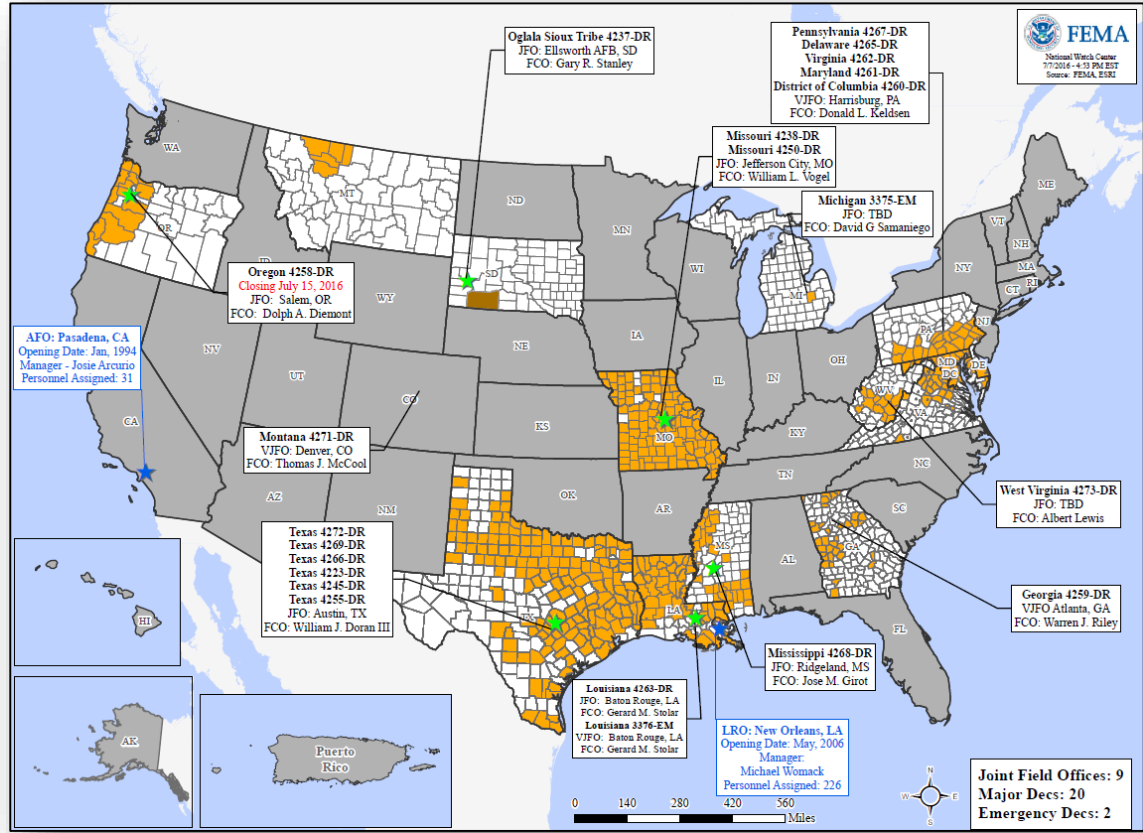 FEMA
National Watch Center
7/7/2016 - 4:53 PM EST
Source: FEMA, ESRI
Oglala Sioux Tribe 4237-DR
JFO: Ellsworth AFB, SD
FCO: Gary R. Stanley
Pennsylvania 4267-DR
Delaware 4265-DR
Virginia 4262-DR
Maryland 4261-DR
District of Columbia 4260-DR
VJFO: Harrisburg, PA
FCO: Donald L. Keldsen
Missouri 4238-DR
Missouri 4250-DR
JFO: Jefferson City, MO
FCO: William L. Vogel
Michigan 3375-EM
JFO: TBD
FCO: David G Samaniego
Oregon 4258-DR
Closing July 15, 2016
JFO: Salem, OR
FCO: Dolph A. Diemont
AFO: Pasadena, CA
Opening Date: Jan, 1994
Manager - Josie Arcurio
Personnel Assigned: 31
Montana 4271-DR
VJFO: Denver, CO
FCO: Thomas J. McCool
Texas 4272-DR
Texas 4269-DR
Texas 4266-DR
Texas 4223-DR
Texas 4245-DR
Texas 4255-DR
JFO: Austin, TX
FCO: William J. Doran III
West Virginia 4273-DR
JFO: TBD
FCO: Albert Lewis
Georgia 4259-DR
VJFO Atlanta, GA
FCO: Warren J. Riley
Mississippi 4268-DR
JFO: Ridgeland, MS
FCO: Jose M. Girot
Louisiana 4263-DR
JFO: Baton Rouge, LA
FCO: Gerard M. Stolar
Louisiana 3376-EM
VJFO: Baton Rouge, LA
FCO: Gerard M. Stolar
LRO: New Orleans, LA
Opening Date: May, 2006
Manager:
Michael Womack
Personnel Assigned: 226
WA
MT
ND
MN
ME
VT
NH
OR
SD
WI
MI
NY
MA
RI
CT
WY
IA
PA
NJ
NV
NE
OH
MD
DE
DC
UT
CO
IL
IN
WV
VA
CA
KS
MO
KY
NC
TN
AZ
NM
OK
AR
SC
MS
AL
GA
TX
LA
FL
HI
AK
Puerto
Rico
N
W
E
S
0
140
280
420
560
Miles
Joint Field Offices: 9
Major Decs: 20
Emergency Decs: 2